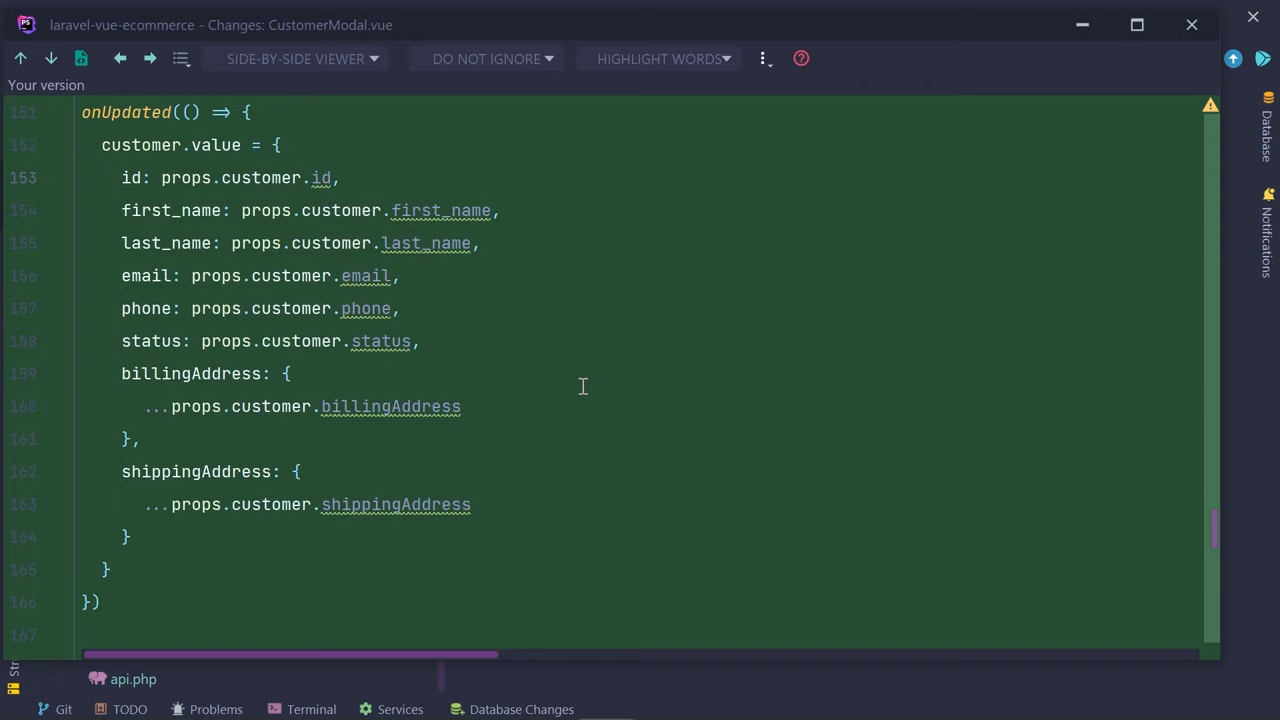 PS laravel-vue-ecommerce - Changes: CustomerModal.vue
SIDE-BY-SIDE VIEWER DO NOT IGNORE HIGHLIGHT WORDS
Your version
151 onUpdated(() => {
152 customer.value = {
153 id: props.customer.id,
154 first_name: props.customer.first_name,
155 last_name: props.customer.last_name,
156 email: props.customer.email,
157 phone: props.customer.phone,
158 status: props.customer.status,
159 billingAddress: {
160 ...props.customer.billingAddress
161 },
162 shippingAddress: {
163 ...props.customer.shippingAddress
164 }
165 }
166 })
167
Database
Notifications
Str
api.php
Git TODO Problems Terminal Services Database Changes